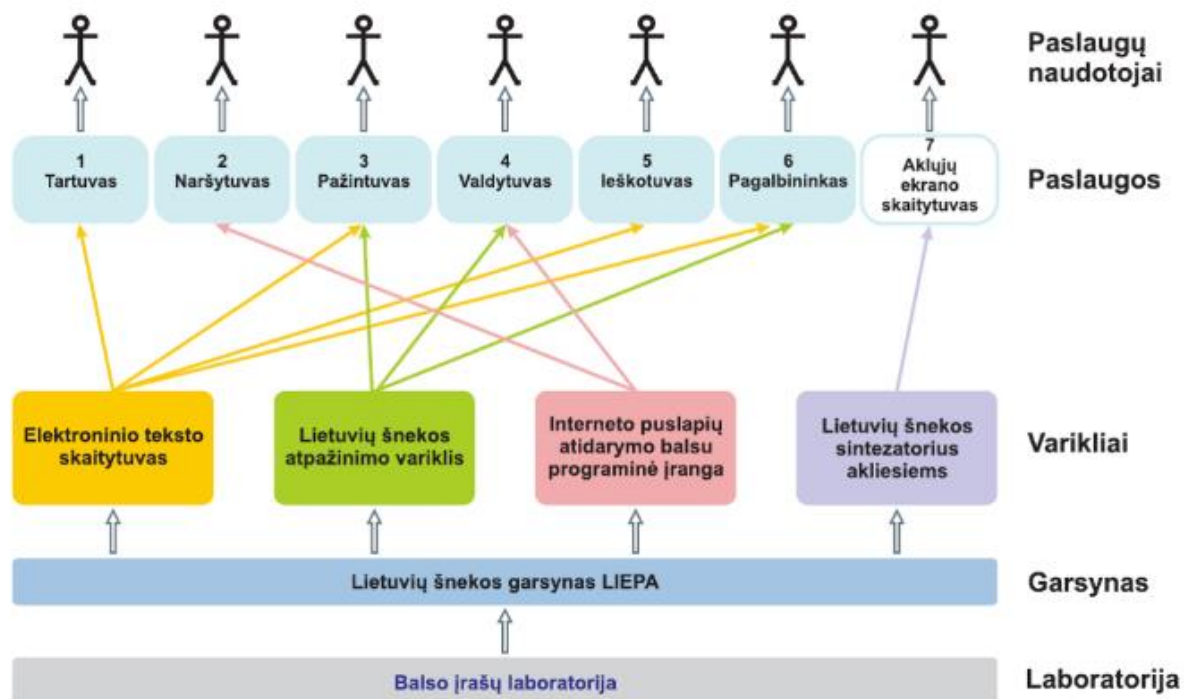 Paslaugų
naudotojai
1
Tartuvas
2
Naršytuvas
3
Pažintuvas
4
Valdytuvas
5
Ieškotuvas
6
Pagalbininkas
7
Aklųjų
ekrano
skaitytuvas
Paslaugos
Elektroninio teksto
skaitytuvas
Lietuvių šnekos
atpažinimo variklis
Interneto puslapių
atidarymo balsu
programinė įranga
Lietuvių šnekos
sintezatorius
akliesiems
Varikliai
Lietuvių šnekos garsynas LIEPA
Garsynas
Balso įrašų laboratorija
Laboratorija